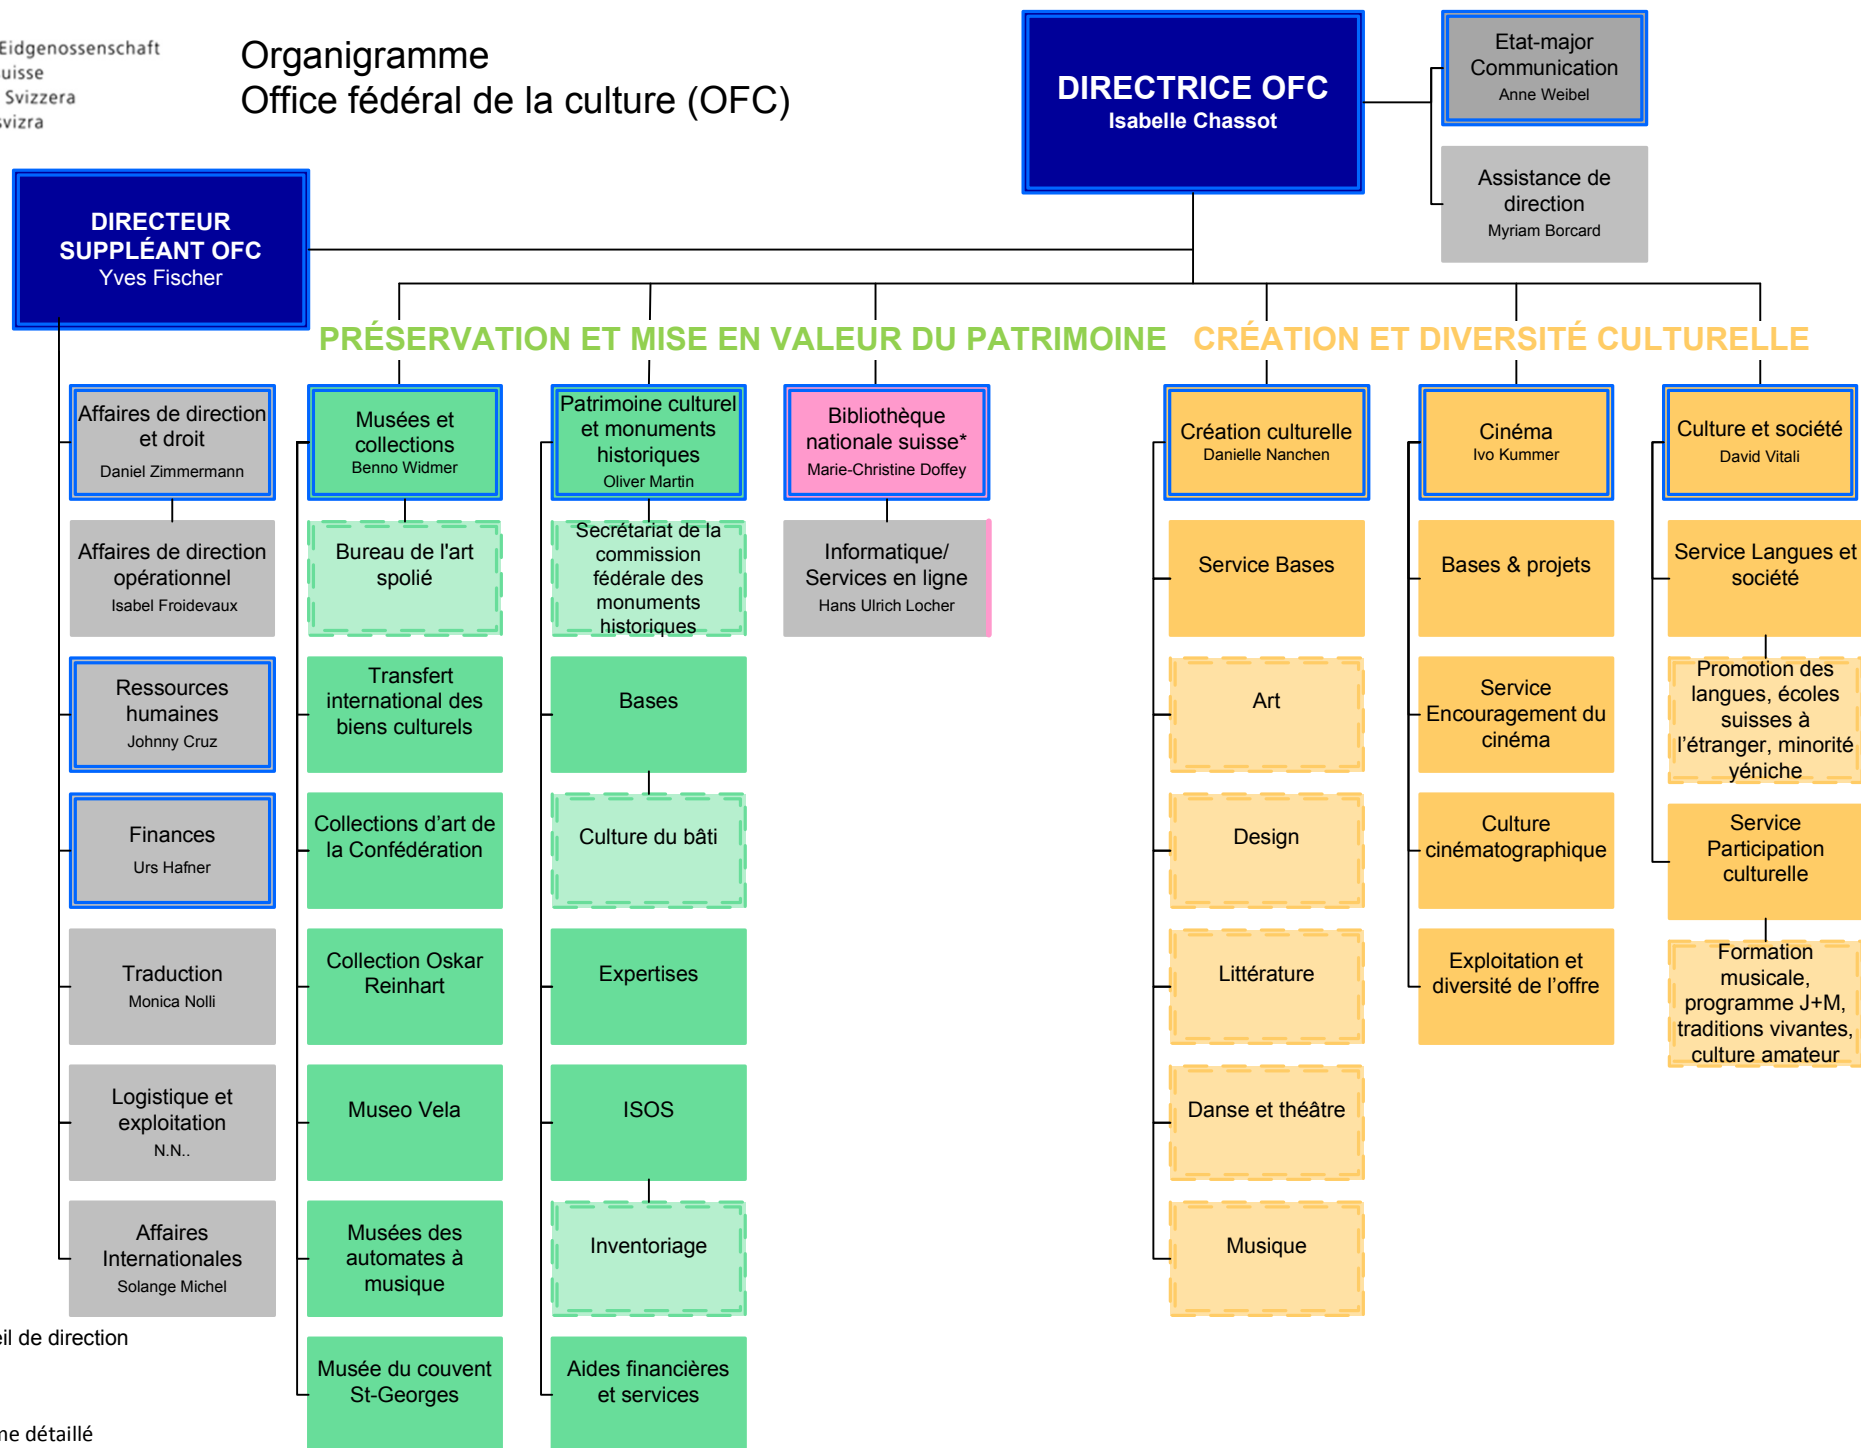 Eidgenossenschaft
Svizzera
Organigramme
Office fédéral de la culture (OFC)
DIRECTRICE OFC
Isabelle Chassot
Etat-major
Communication
Anne Weibel
Assistance de
direction
Myriam Borcard
DIRECTEUR
SUPPLÉANT OFC
Yves Fischer
PRÉSERVATION ET MISE EN VALEUR DU PATRIMOINE
CRÉATION ET DIVERSITÉ CULTURELLE
Affaires de direction
et droit
Daniel Zimmermann
Affaires de direction
opérationnel
Isabel Froidevaux
Ressources
humaines
Johnny Cruz
Finances
Urs Hafner
Traduction
Monica Nolli
Logistique et
exploitation
N.N..
Affaires
Internationales
Solange Michel
Musées et
collections
Benno Widmer
Bureau de l'art
spolié
Transfert
international des
biens culturels
Collections d’art de
la Confédération
Collection Oskar
Reinhart
Museo Vela
Musées des
automates à
musique
Musée du couvent
St-Georges
Patrimoine culturel
et monuments
historiques
Oliver Martin
Secrétariat de la
commission
fédérale des
monuments
historiques
Bases
Culture du bâti
Expertises
ISOS
Inventoriage
Aides financières
et services
Bibliothèque
nationale suisse*
Marie-Christine Doffey
Informatique/
Services en ligne
Hans Ulrich Locher
Création culturelle
Danielle Nanchen
Service Bases
Art
Design
Littérature
Danse et théâtre
Musique
Cinéma
Ivo Kummer
Bases & projets
Service
Encouragement du
cinéma
Culture
cinématographique
Exploitation et
diversité de l’offre
Culture et société
David Vitali
Service Langues et
société
Promotion des
langues, écoles
suisses à
l’étranger, minorité
yéniche
Service
Participation
culturelle
Formation
musicale,
programme J+M,
traditions vivantes,
culture amateur
de direction
détaillé